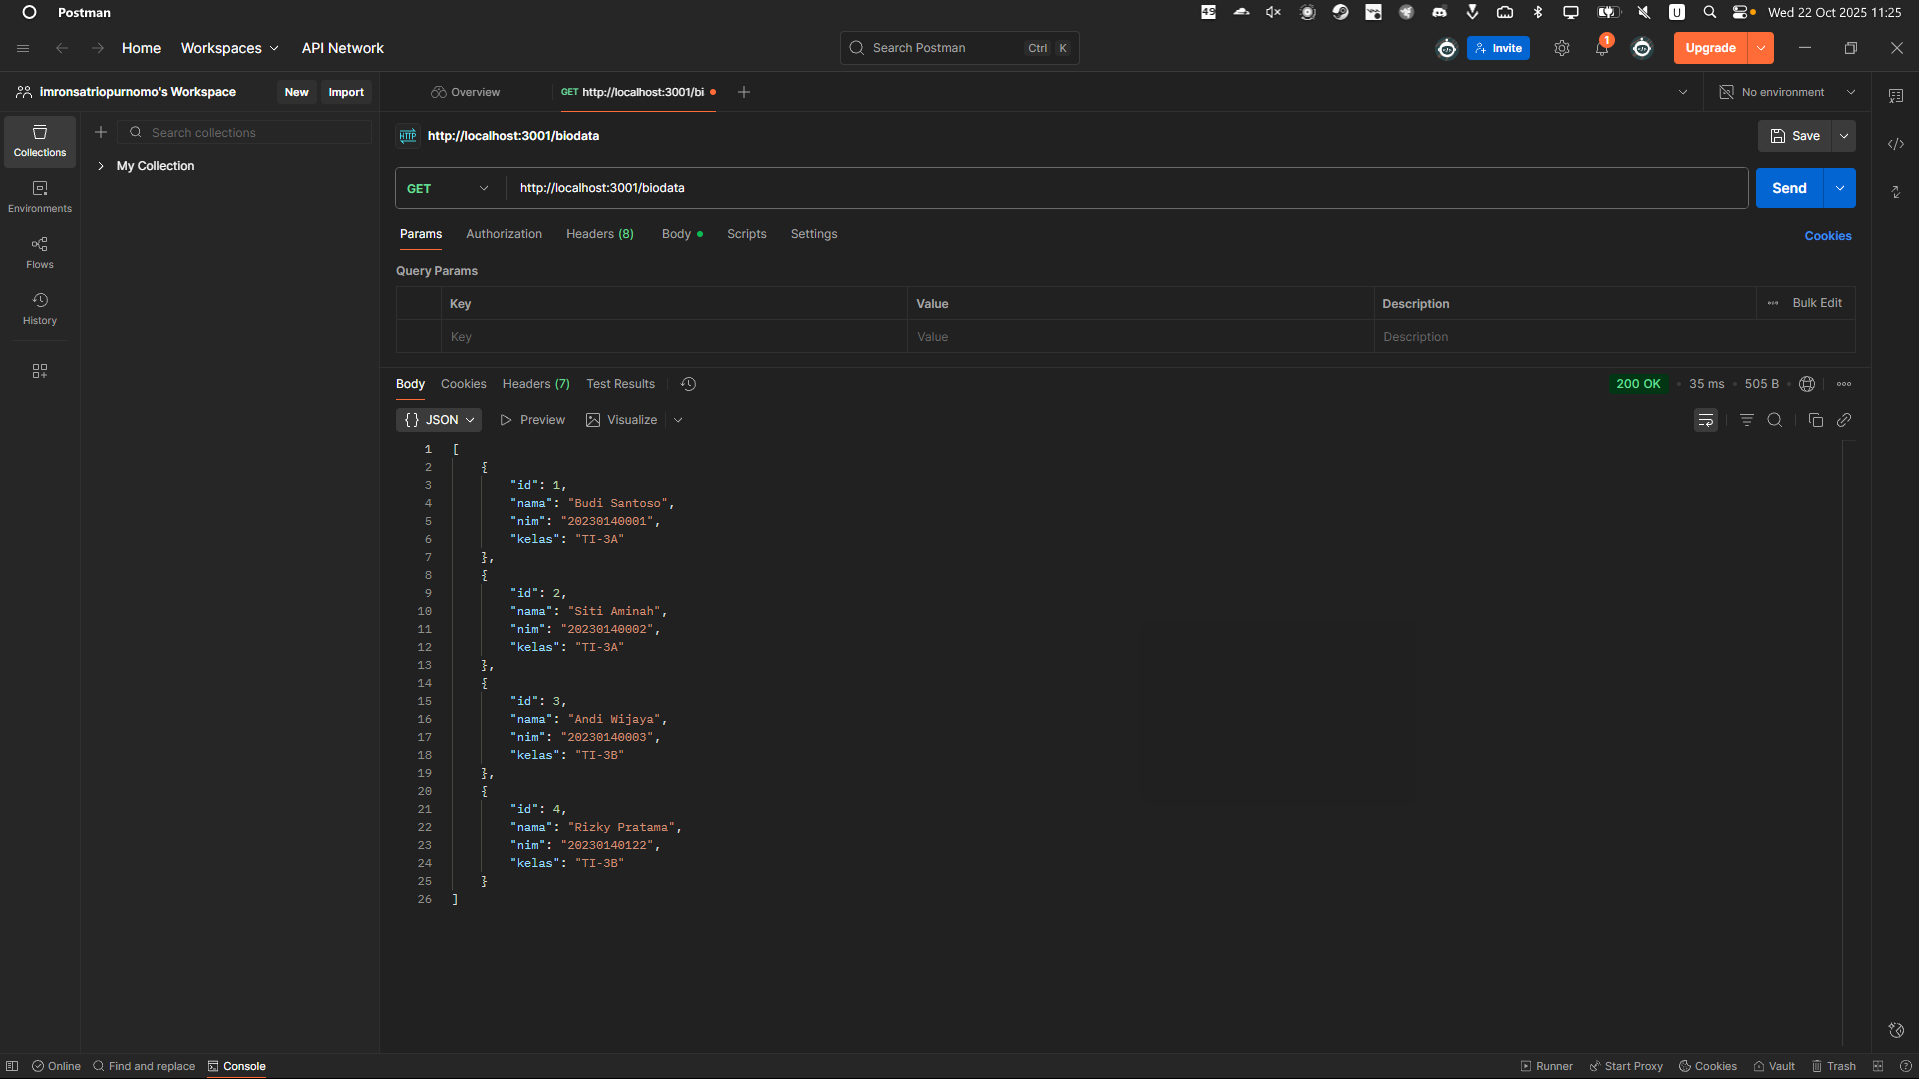 Postman
49
U
Wed 22 Oct 2025 11:25
Home Workspaces API Network
Search Postman Ctrl K
Invite
1
Upgrade
imronsatriopurnomo's Workspace New Import
Overview
GET http://localhost:3001/bi
No environment
Collections
Search collections
My Collection
Environments
Flows
History
HTTP http://localhost:3001/biodata
Save
GET http://localhost:3001/biodata
Send
Params Authorization Headers (8) Body Scripts Settings
Cookies
Query Params
Key Value Description Bulk Edit
Key Value Description
Body Cookies Headers (7) Test Results
200 OK 35 ms 505 B
{} JSON Preview Visualize
1 [
2 {
3 "id": 1,
4 "nama": "Budi Santoso",
5 "nim": "20230140001",
6 "kelas": "TI-3A"
7 },
8 {
9 "id": 2,
10 "nama": "Siti Aminah",
11 "nim": "20230140002",
12 "kelas": "TI-3A"
13 },
14 {
15 "id": 3,
16 "nama": "Andi Wijaya",
17 "nim": "20230140003",
18 "kelas": "TI-3B"
19 },
20 {
21 "id": 4,
22 "nama": "Rizky Pratama",
23 "nim": "20230140122",
24 "kelas": "TI-3B"
25 }
26 ]
Online Find and replace Console
Runner Start Proxy Cookies Vault Trash